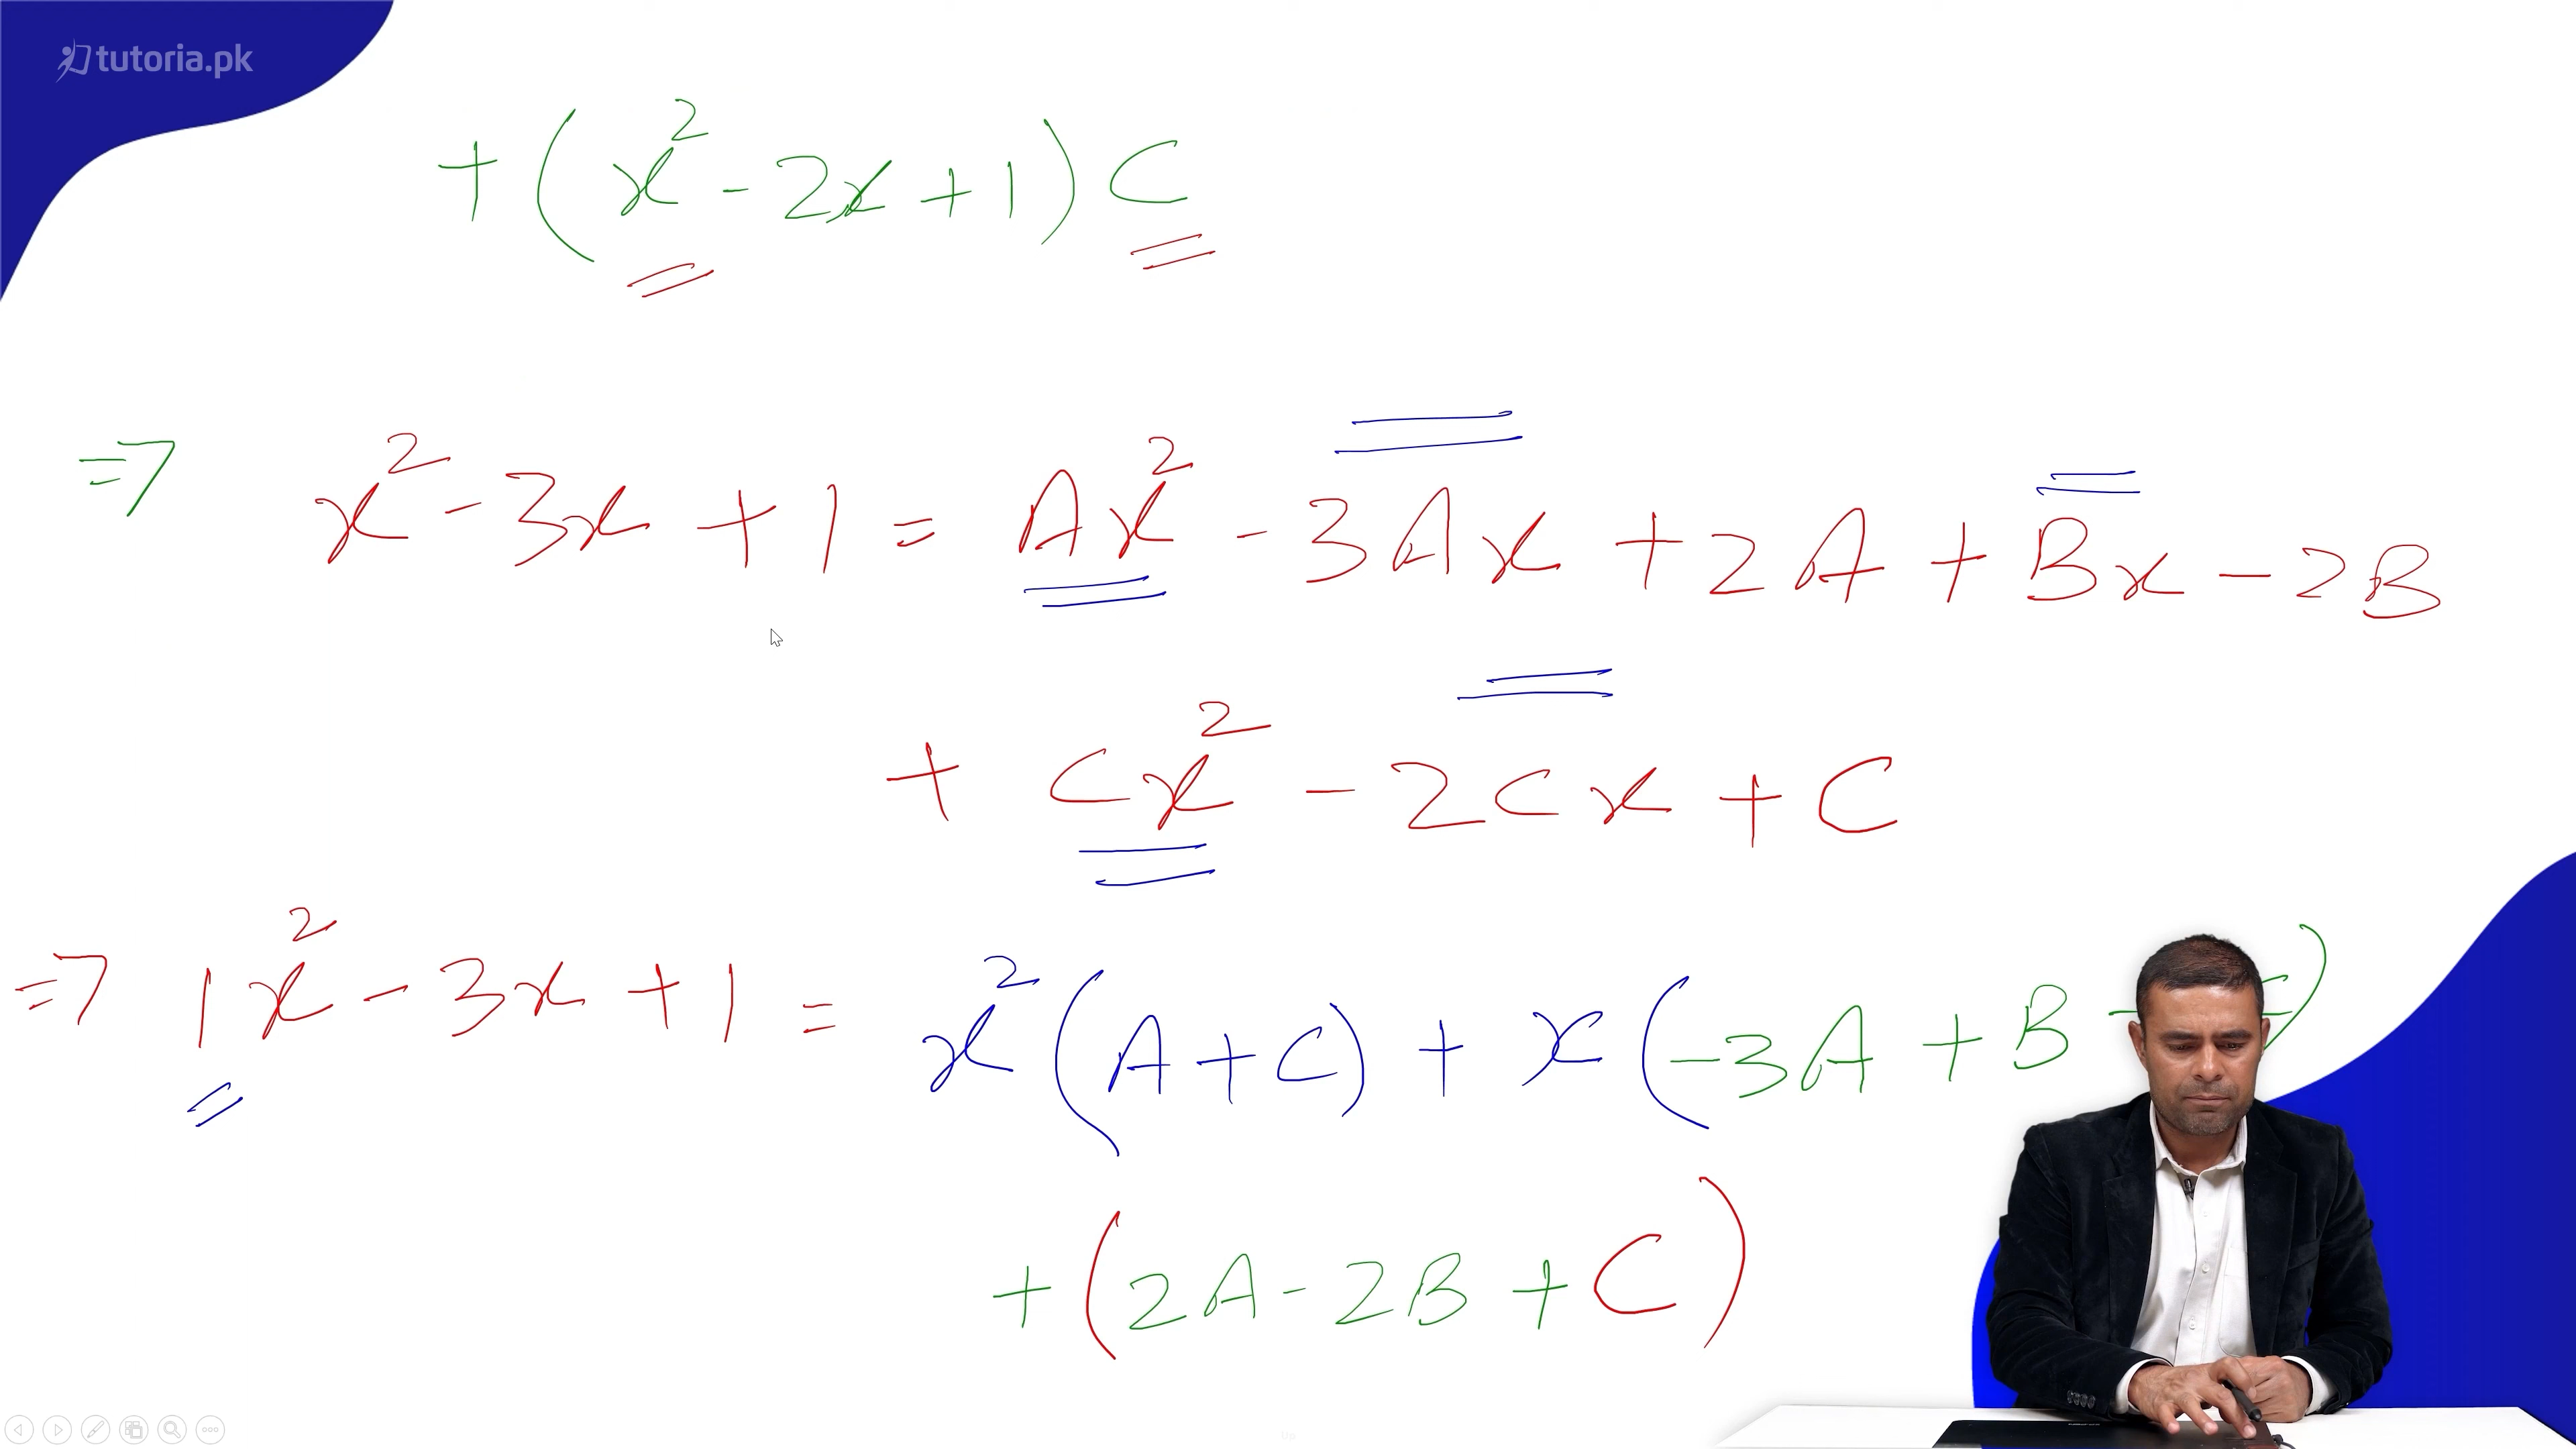 tutoria.pk
+ (x² - 2x + 1) C
⇒ x² - 3x + 1 = Ax² - 3Ax + 2A + Bx - 2B
+ Cx² - 2Cx + C
⇒ 1x² - 3x + 1 = x² (A + C) + x (-3A + B - )
+ (2A - 2B + C)